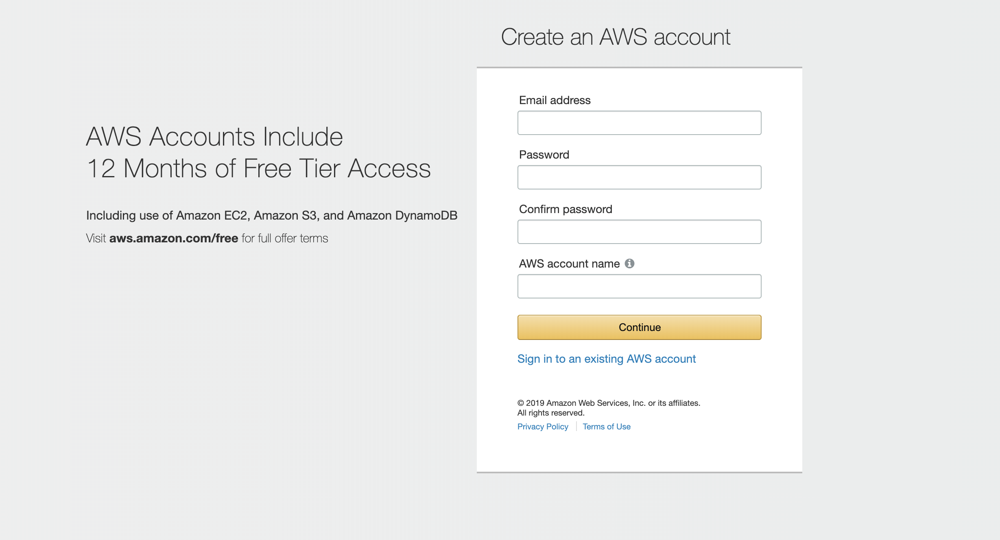 Create an AWS account
AWS Accounts Include
12 Months of Free Tier Access
Including use of Amazon EC2, Amazon S3, and Amazon DynamoDB
Visit aws.amazon.com/free for full offer terms
Email address
Password
Confirm password
AWS account name
Continue
Sign in to an existing AWS account
© 2019 Amazon Web Services, Inc. or its affiliates.
All rights reserved.
Privacy Policy | Terms of Use